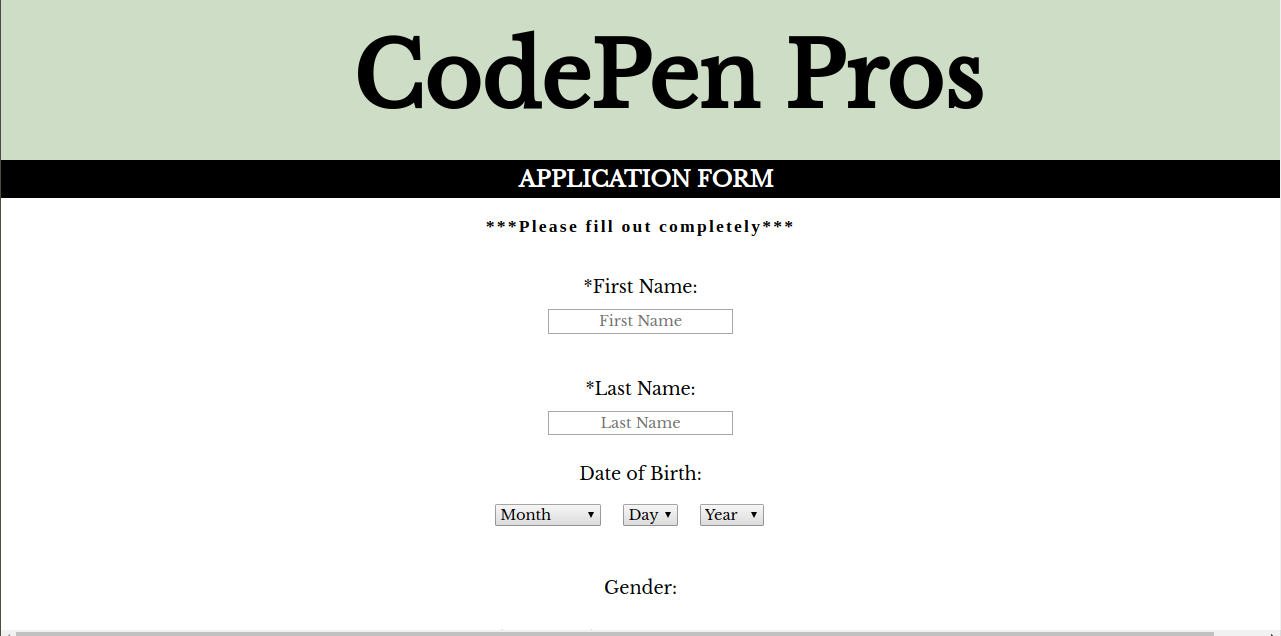 CodePen Pros
APPLICATION FORM
***Please fill out completely***
*First Name:
First Name
*Last Name:
Last Name
Date of Birth:
Month Day Year
Gender: